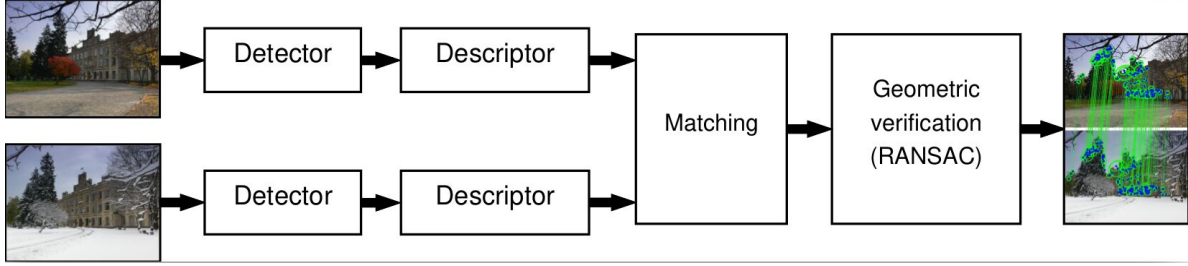 Detector
Descriptor
Matching
Geometric
verification
(RANSAC)
Detector
Descriptor